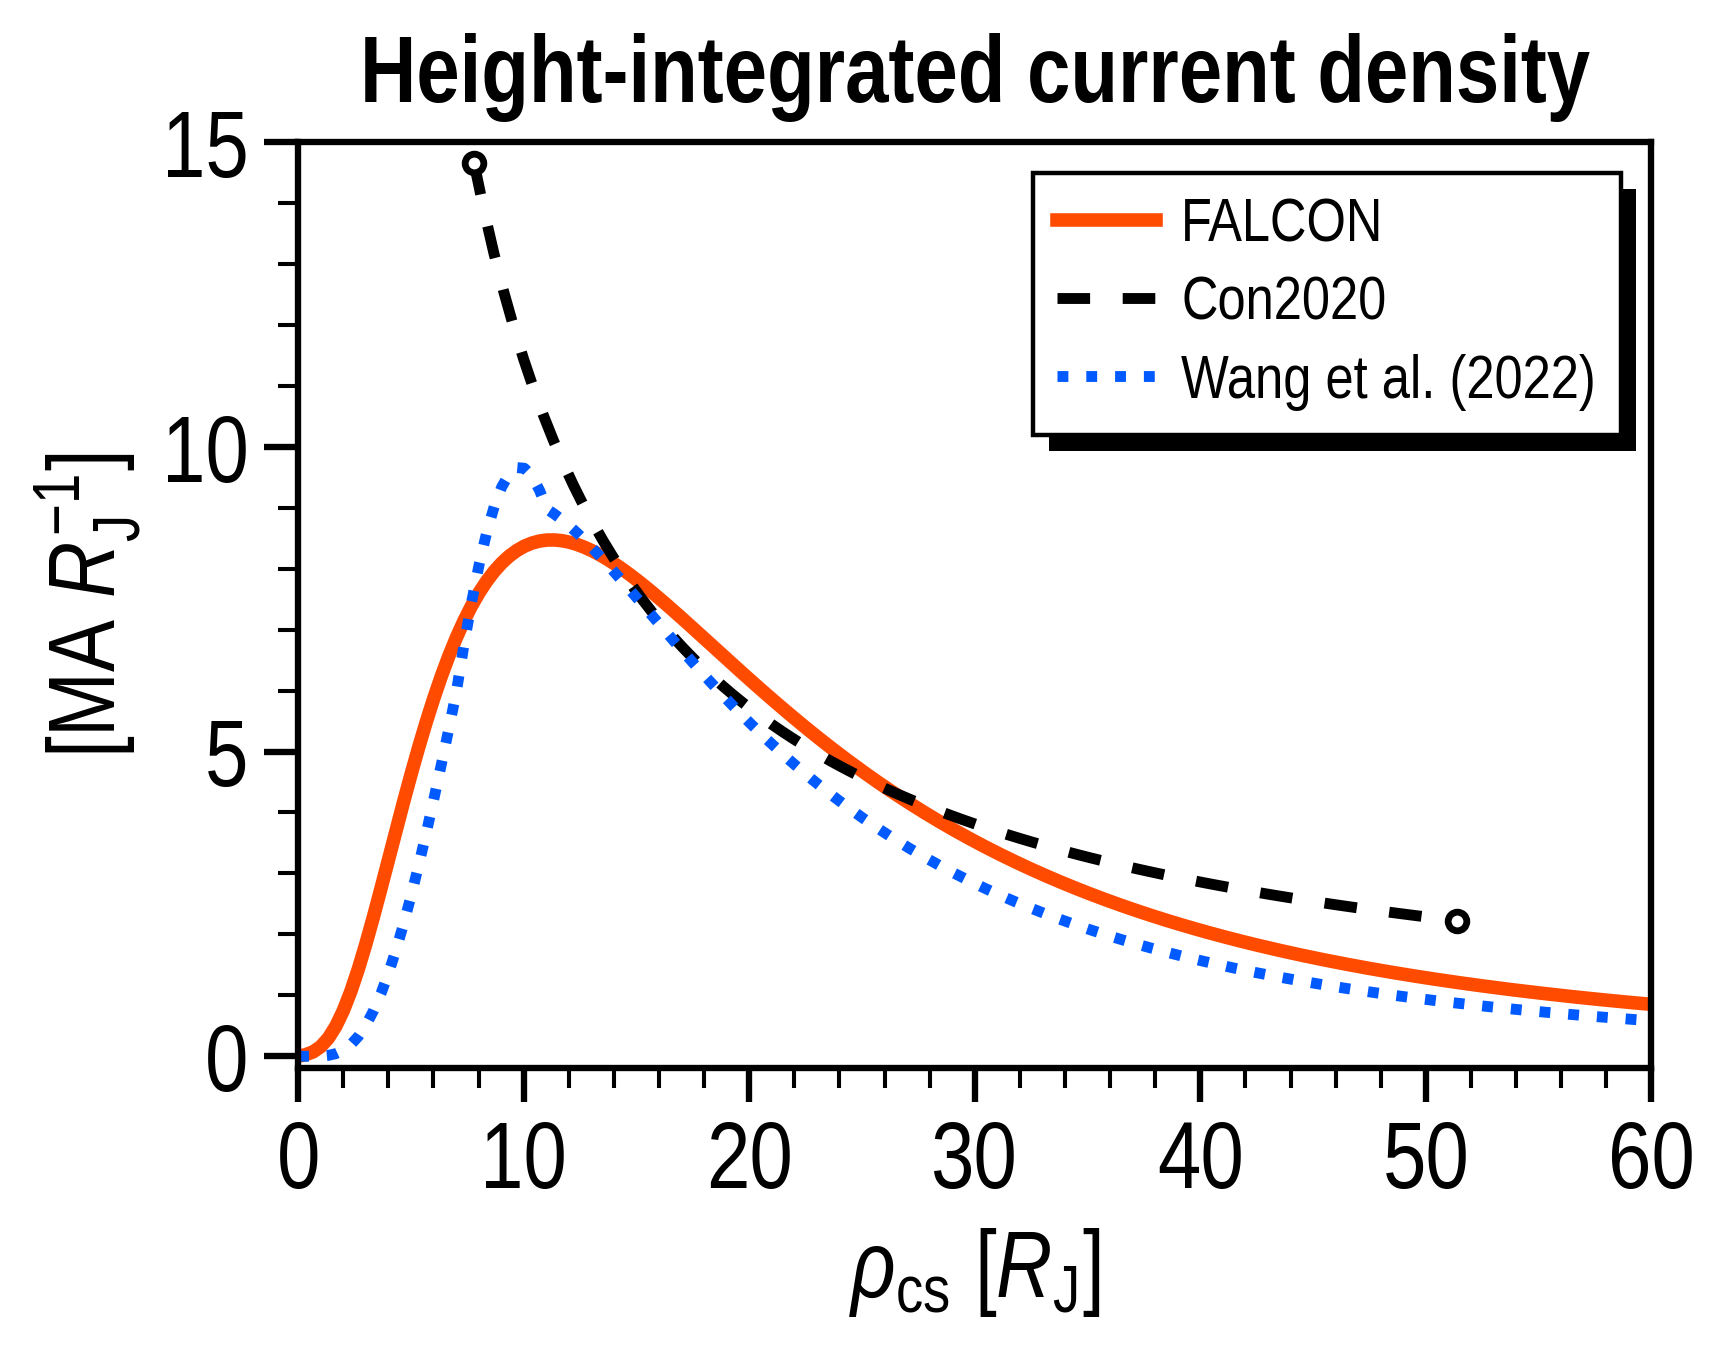 Height-integrated current density
15
10
5
0
[MA R_J^−1]
FALCON
Con2020
Wang et al. (2022)
0 10 20 30 40 50 60
ρ_cs [R_J]